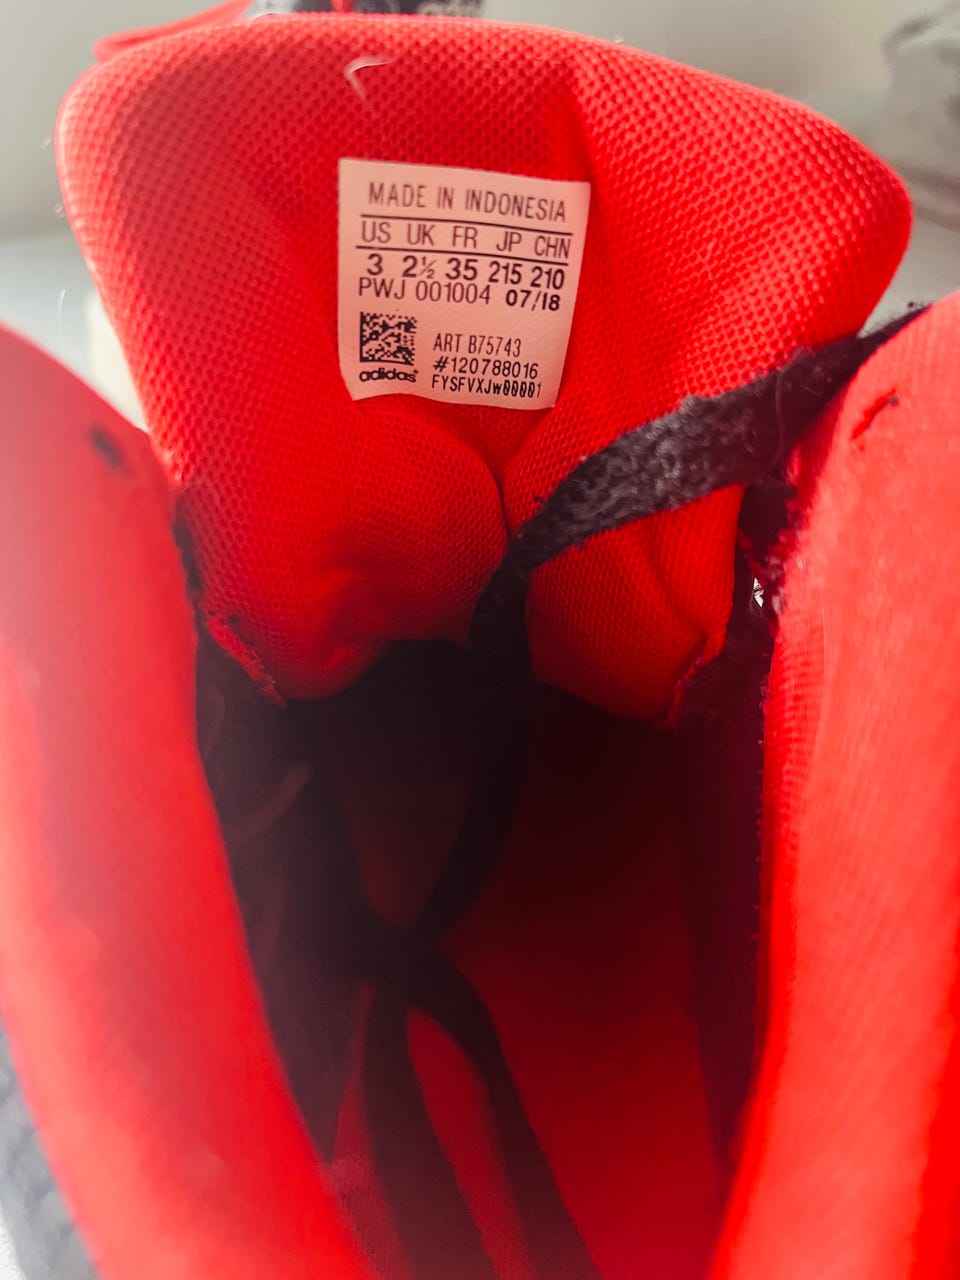 MADE IN INDONESIA
US UK FR JP CHN
3 2½ 35 215 210
PWJ 001004 07/18
ART B75743
#120788016
adidas FYSFVXJW00001